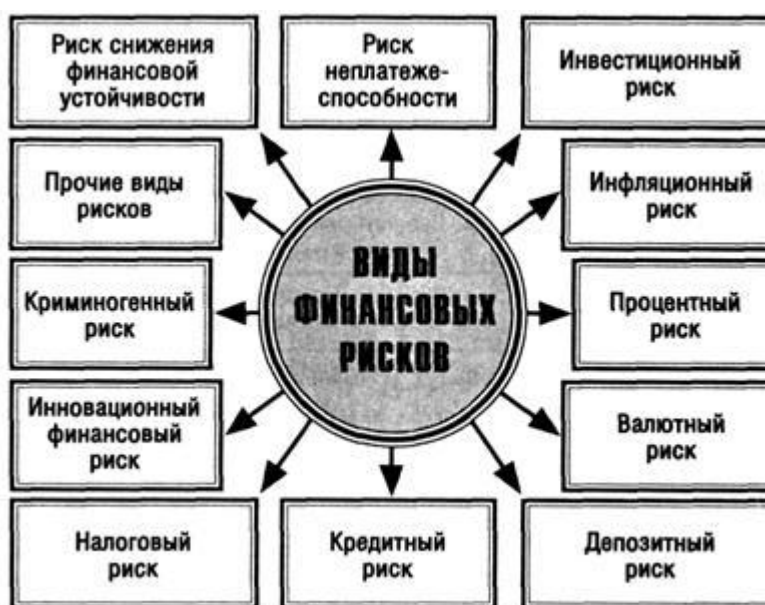 Риск снижения
финансовой
устойчивости
Риск
неплатеже-
способности
Инвестиционный
риск
Прочие виды
рисков
Инфляционный
риск
ВИДЫ
ФИНАНСОВЫХ
РИСКОВ
Криминогенный
риск
Процентный
риск
Инновационный
финансовый
риск
Валютный
риск
Налоговый
риск
Кредитный
риск
Депозитный
риск